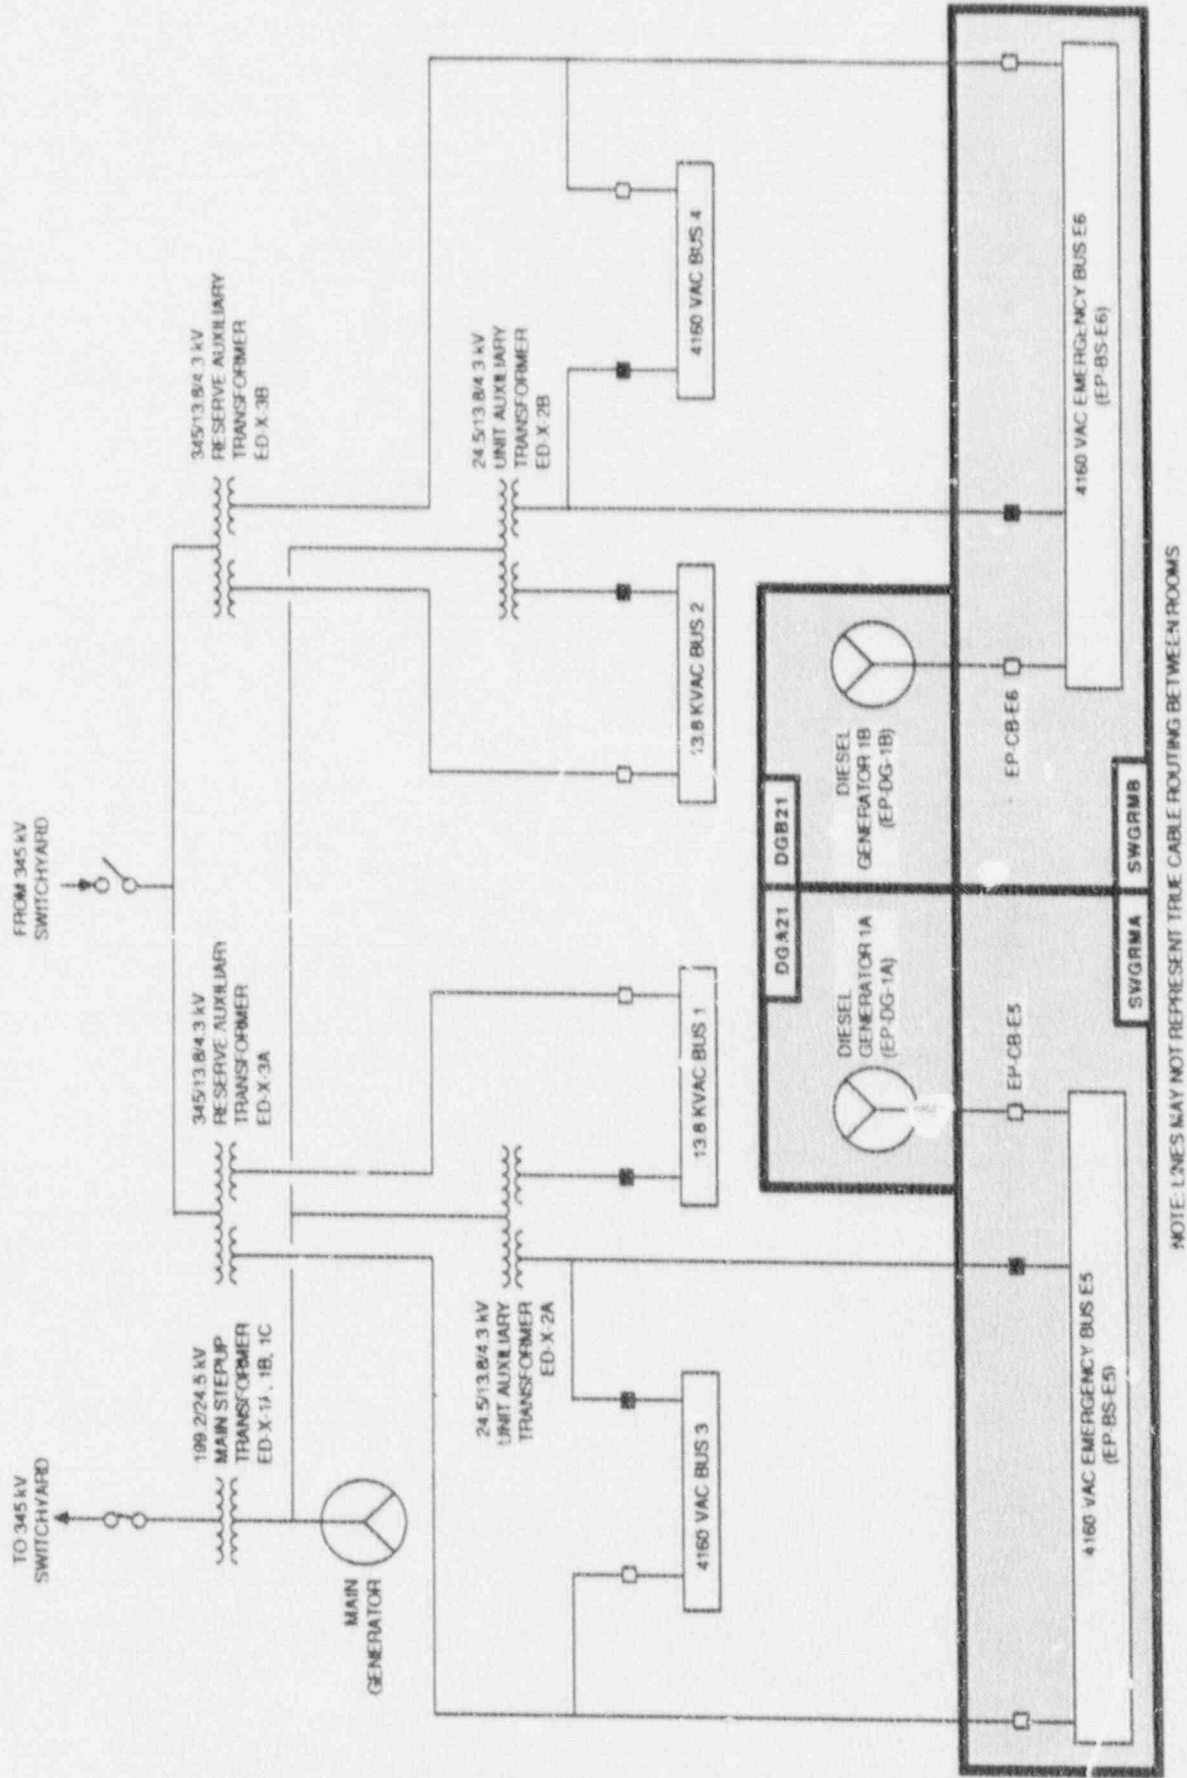 TO 345 kV
SWITCHYARD
FROM 345 kV
SWITCHYARD
199.2/24.5 kV
MAIN STEPUP
TRANSFORMER
ED-X-1A, 1B, 1C
345/13.8/4.3 kV
RESERVE AUXILIARY
TRANSFORMER
ED-X-3A
345/13.8/4.3 kV
RESERVE AUXILIARY
TRANSFORMER
ED-X-3B
MAIN
GENERATOR
24.5/13.8/4.3 kV
UNIT AUXILIARY
TRANSFORMER
ED-X-2A
24.5/13.8/4.3 kV
UNIT AUXILIARY
TRANSFORMER
ED-X-2B
4160 VAC BUS 3
13.8 KVAC BUS 1
13.8 KVAC BUS 2
4160 VAC BUS 4
DGA21
DGB21
DIESEL
GENERATOR 1A
(EP-DG-1A)
DIESEL
GENERATOR 1B
(EP-DG-1B)
EP-CB-E5
EP-CB-E6
4160 VAC EMERGENCY BUS E5
(EP-BS-E5)
4160 VAC EMERGENCY BUS E6
(EP-BS-E6)
SWGRMA
SWGRMB
NOTE: LINES MAY NOT REPRESENT TRUE CABLE ROUTING BETWEEN ROOMS